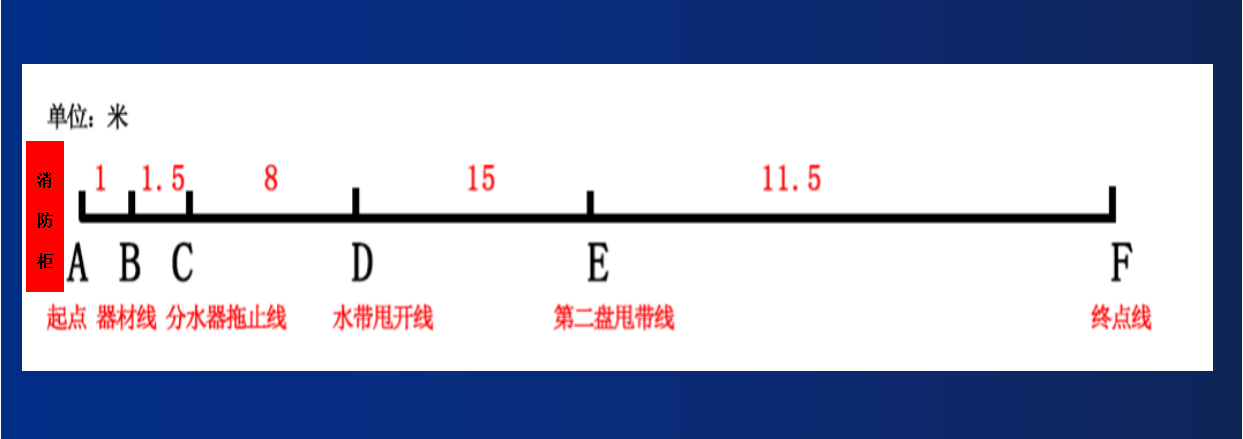 单位：米
消防柜
1 1.5 8 15 11.5
A B C D E F
起点 器材线 分水器拖止线 水带甩开线 第二盘甩带线 终点线